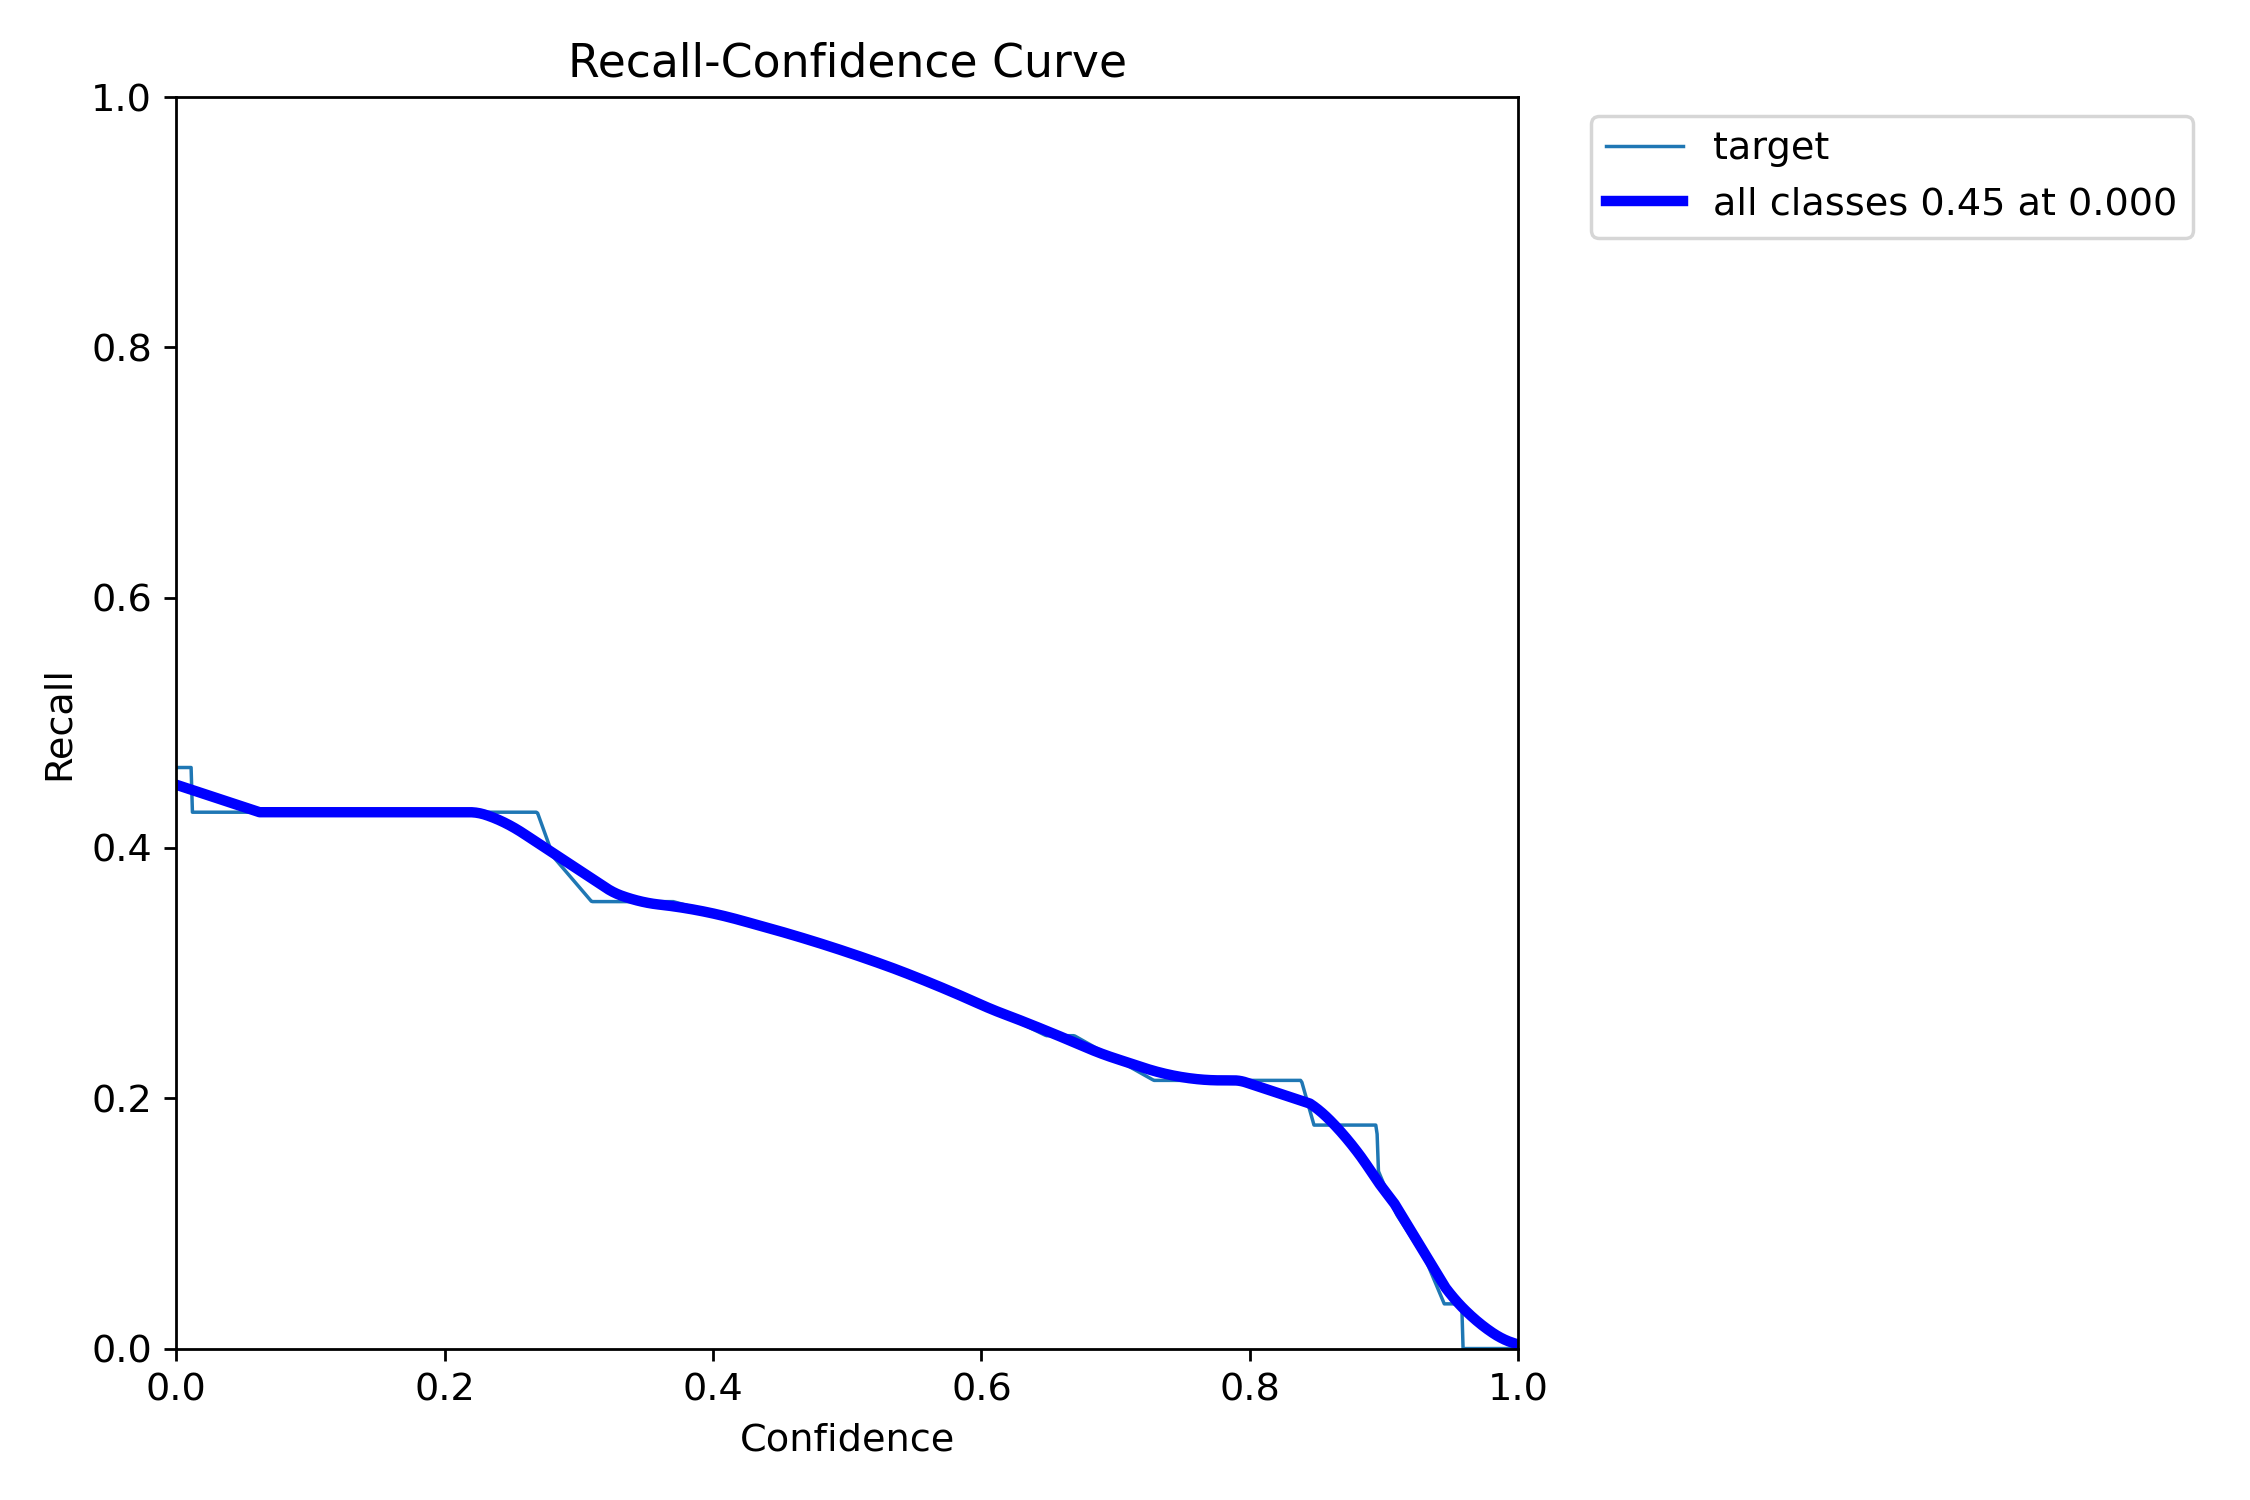 Recall-Confidence Curve
1.0
0.8
0.6
0.4
0.2
0.0
Recall
0.0 0.2 0.4 0.6 0.8 1.0
Confidence
target
all classes 0.45 at 0.000